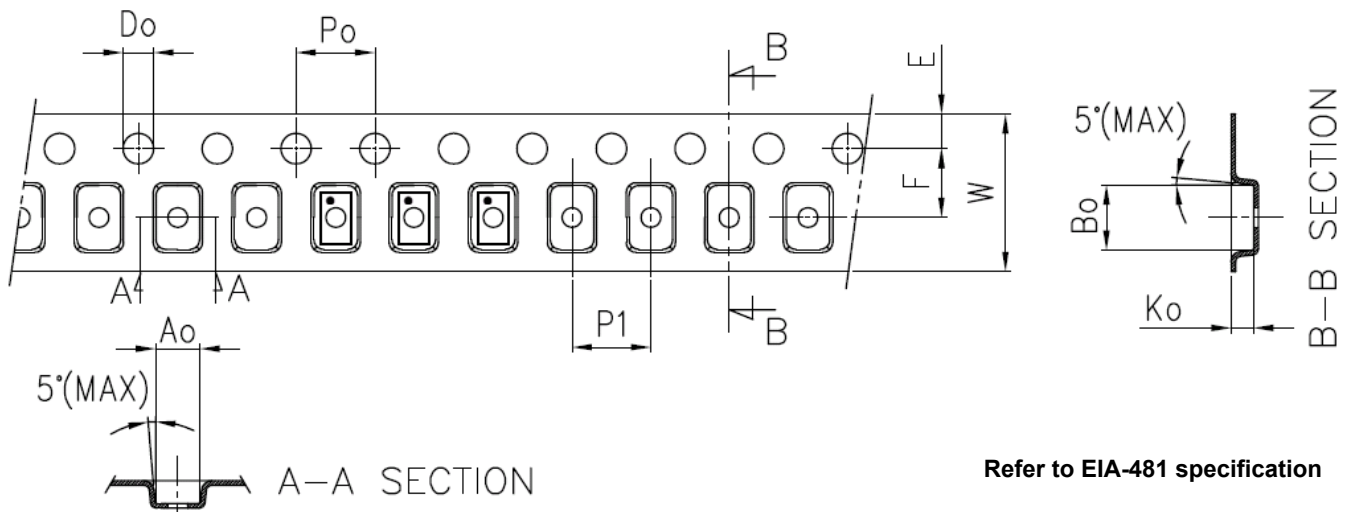 Do
Po
B
E
5°(MAX)
F
W
Bo
B-B SECTION
A
A
Ko
P1
B
Ao
5°(MAX)
A-A SECTION
Refer to EIA-481 specification